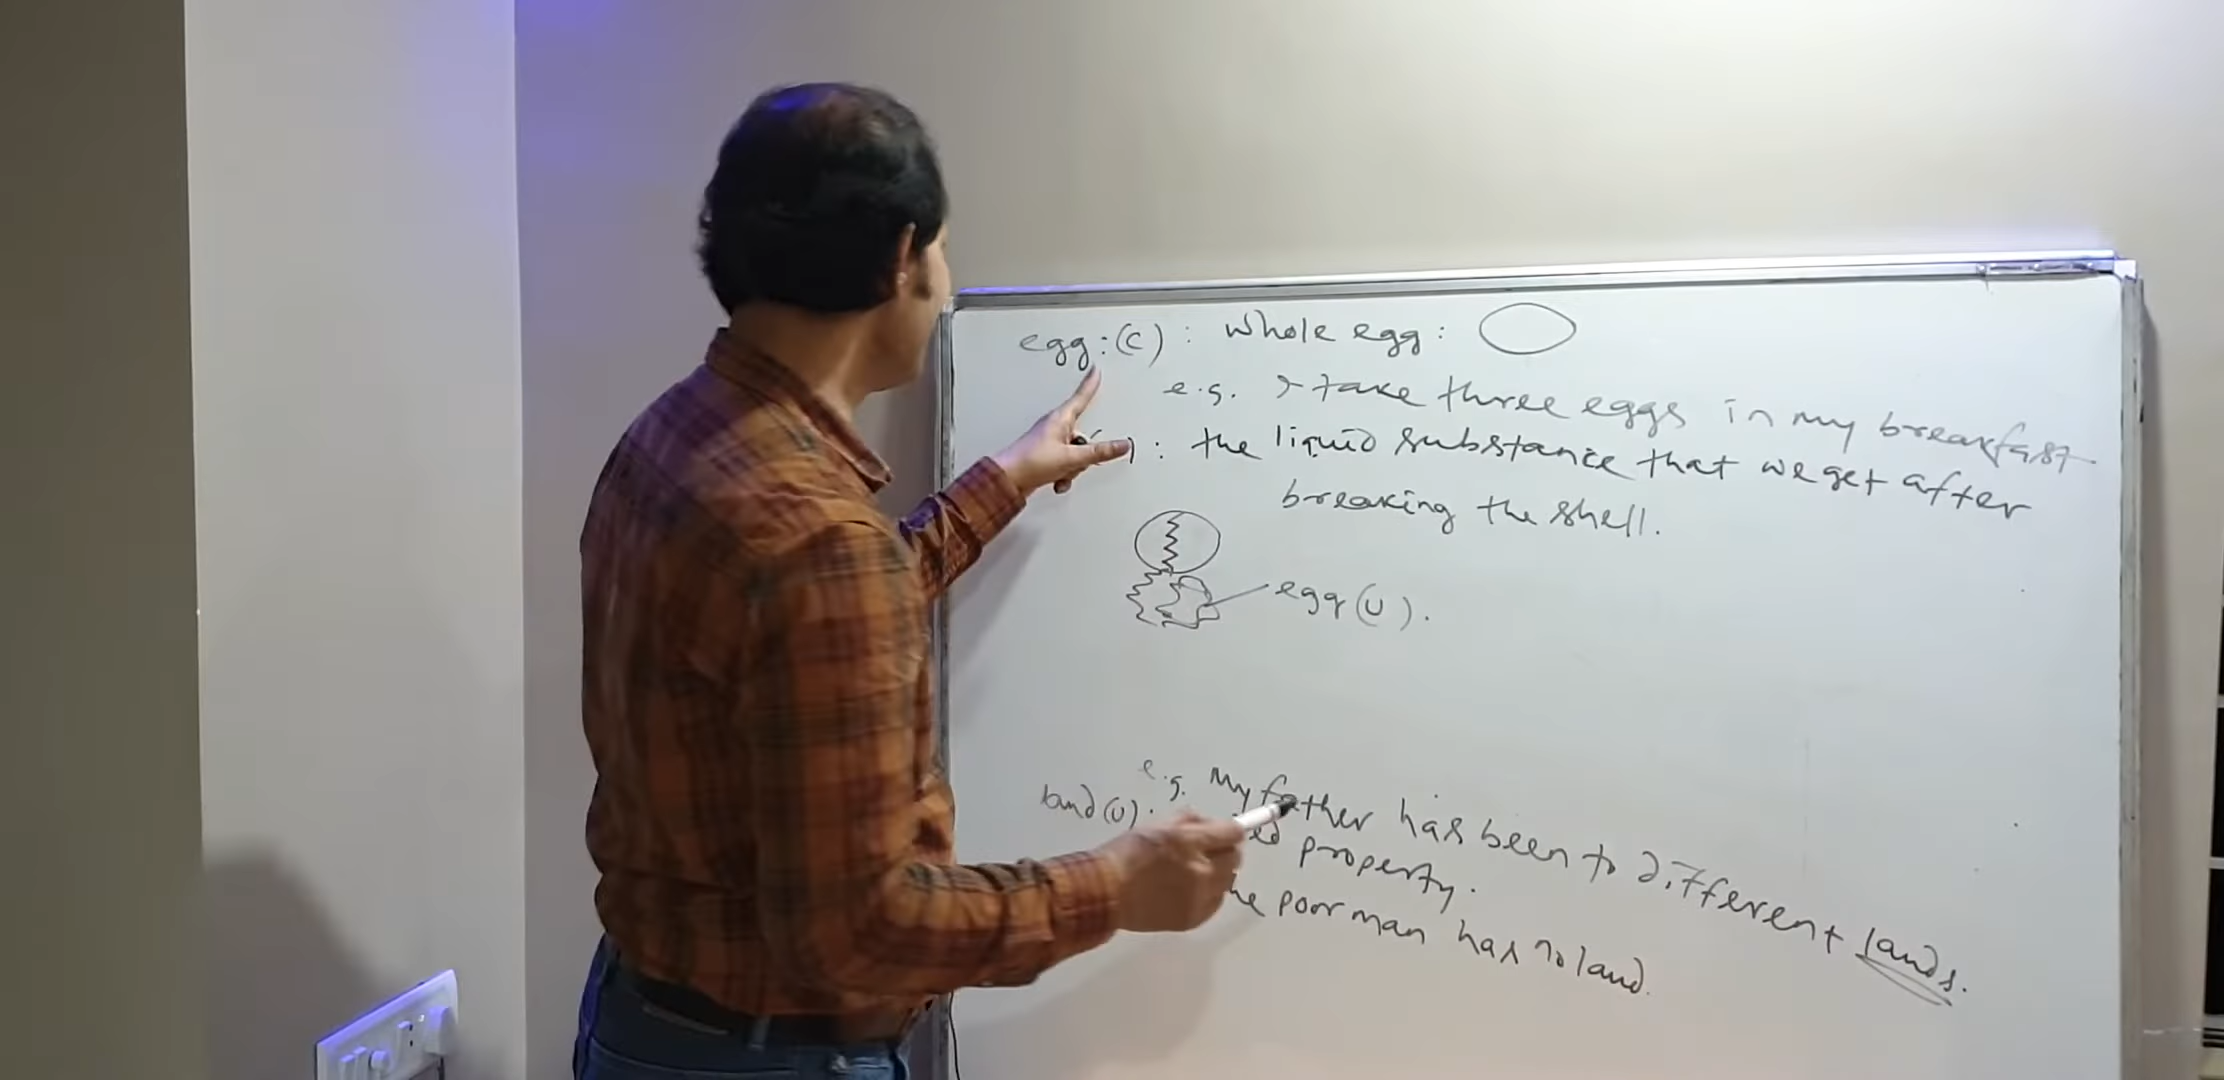 egg:(c): Whole egg:
e.g. I take three eggs in my breakfast
: the liquid substance that we get after
breaking the shell.
egg (U).
e.g. My father has been to different lands.
land (U): property.
poor man has no land.